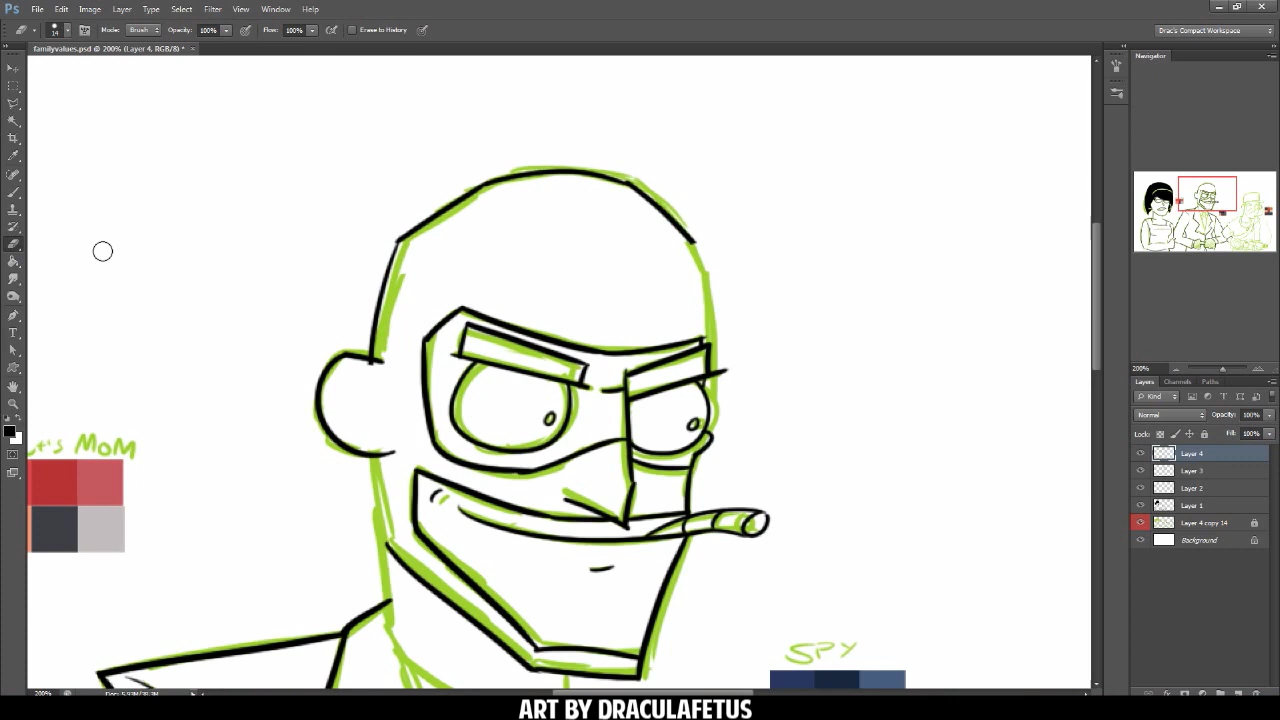 Ps File Edit Image Layer Type Select Filter View Window Help
14 Mode: Brush Opacity: 100% Flow: 100% Erase to History Drac's Compact Workspace
familyvalues.psd @ 200% (Layer 4, RGB/8) * ×
Navigator
200%
Layers Channels Paths
Kind
Normal Opacity: 100%
Lock: Fill: 100%
Layer 4
Layer 3
Layer 2
Layer 1
Layer 4 copy 14
Background
t's MOM
SPY
200%
ART BY DRACULAFETUS